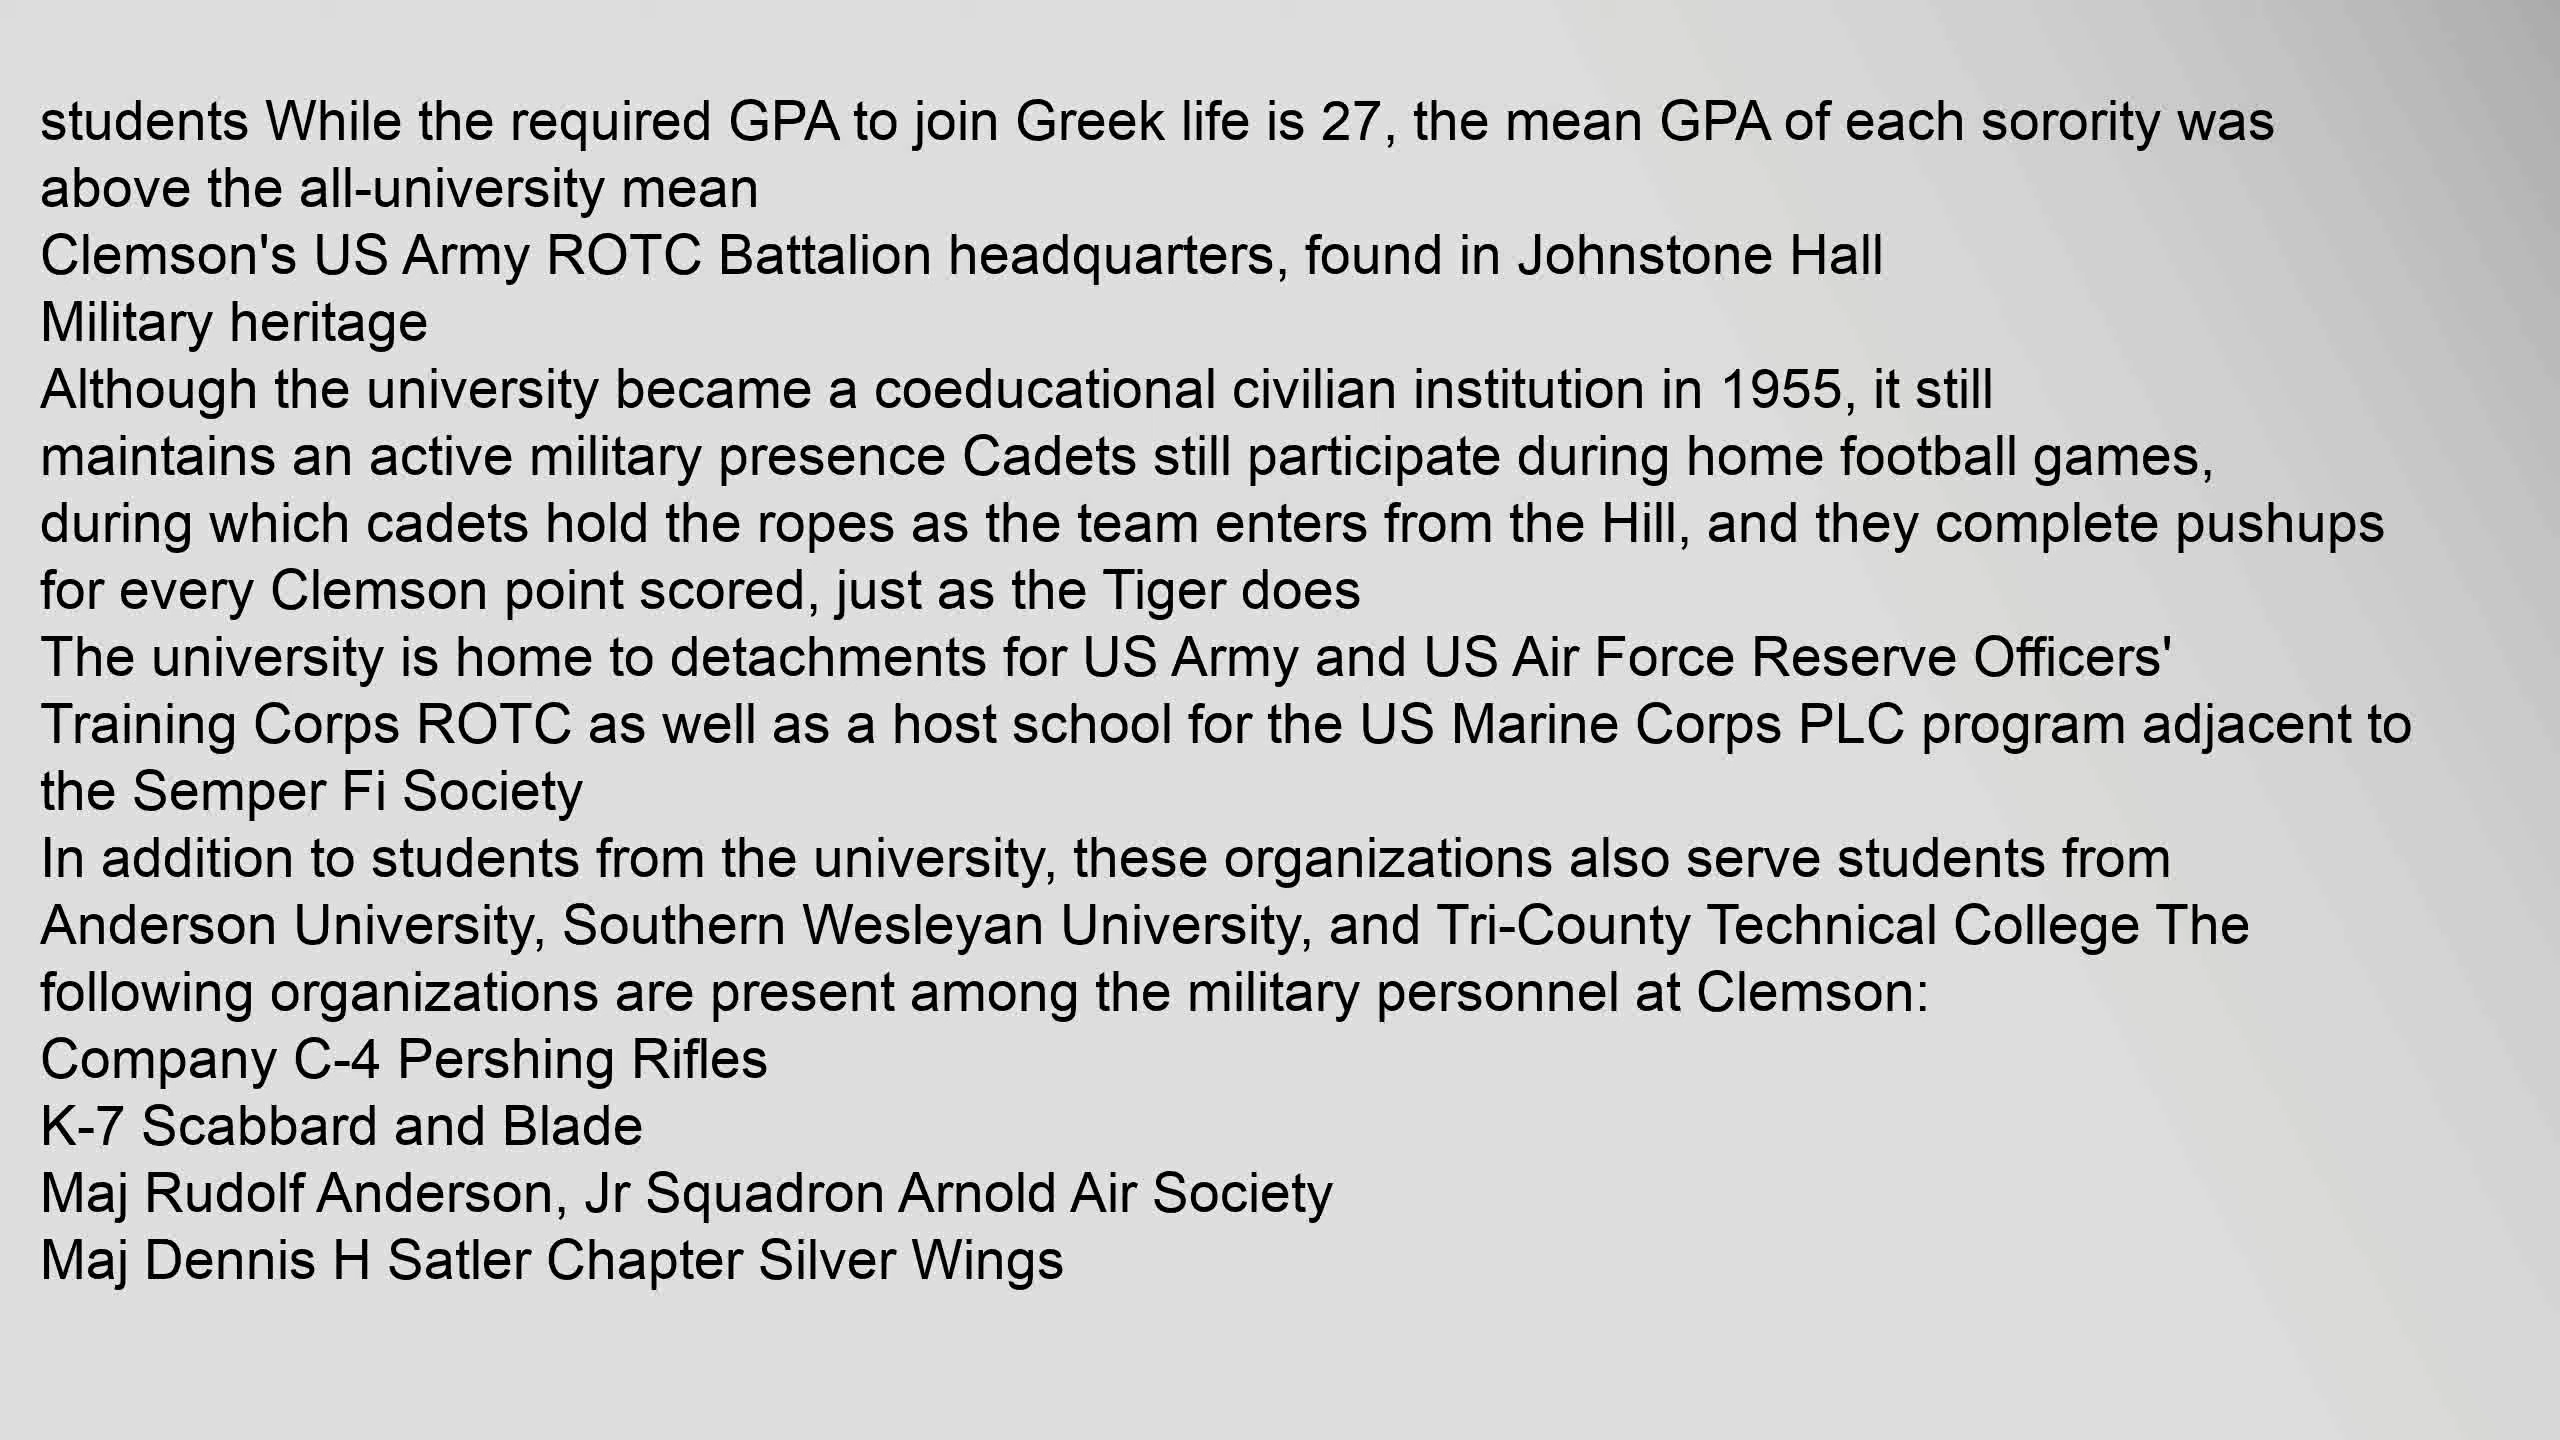 students While the required GPA to join Greek life is 27, the mean GPA of each sorority was
above the all-university mean
Clemson's US Army ROTC Battalion headquarters, found in Johnstone Hall
Military heritage
Although the university became a coeducational civilian institution in 1955, it still
maintains an active military presence Cadets still participate during home football games,
during which cadets hold the ropes as the team enters from the Hill, and they complete pushups
for every Clemson point scored, just as the Tiger does
The university is home to detachments for US Army and US Air Force Reserve Officers'
Training Corps ROTC as well as a host school for the US Marine Corps PLC program adjacent to
the Semper Fi Society
In addition to students from the university, these organizations also serve students from
Anderson University, Southern Wesleyan University, and Tri-County Technical College The
following organizations are present among the military personnel at Clemson:
Company C-4 Pershing Rifles
K-7 Scabbard and Blade
Maj Rudolf Anderson, Jr Squadron Arnold Air Society
Maj Dennis H Satler Chapter Silver Wings